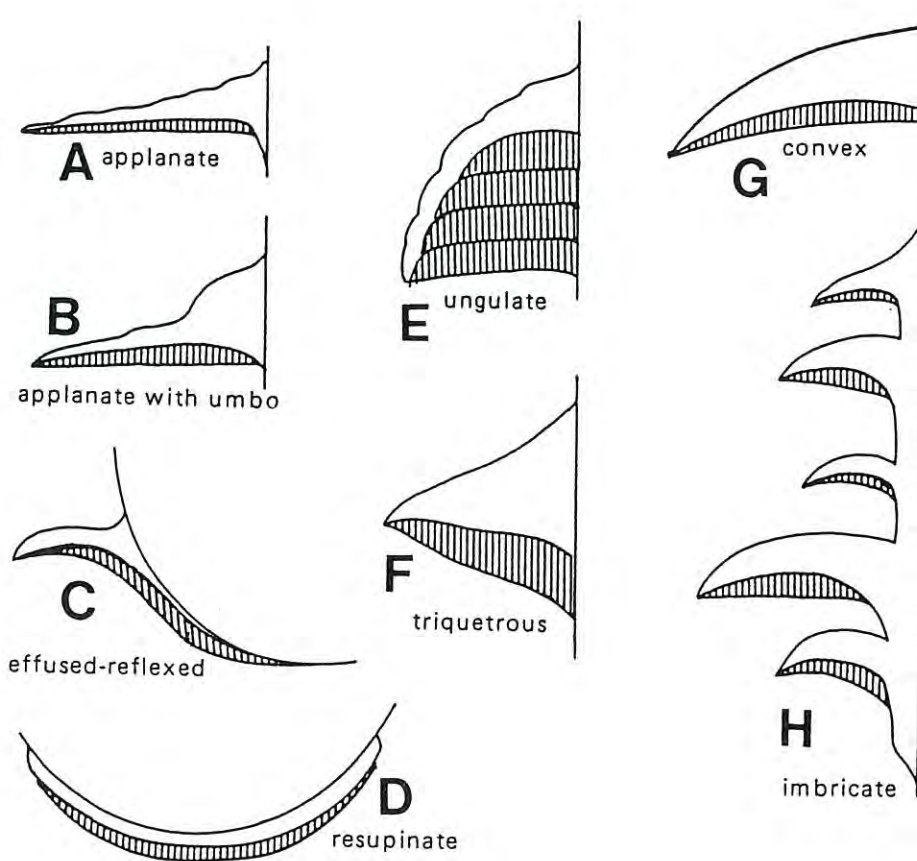 A applanate
B
applanate with umbo
C
effused-reflexed
D
resupinate
E ungulate
F
triquetrous
G convex
H
imbricate